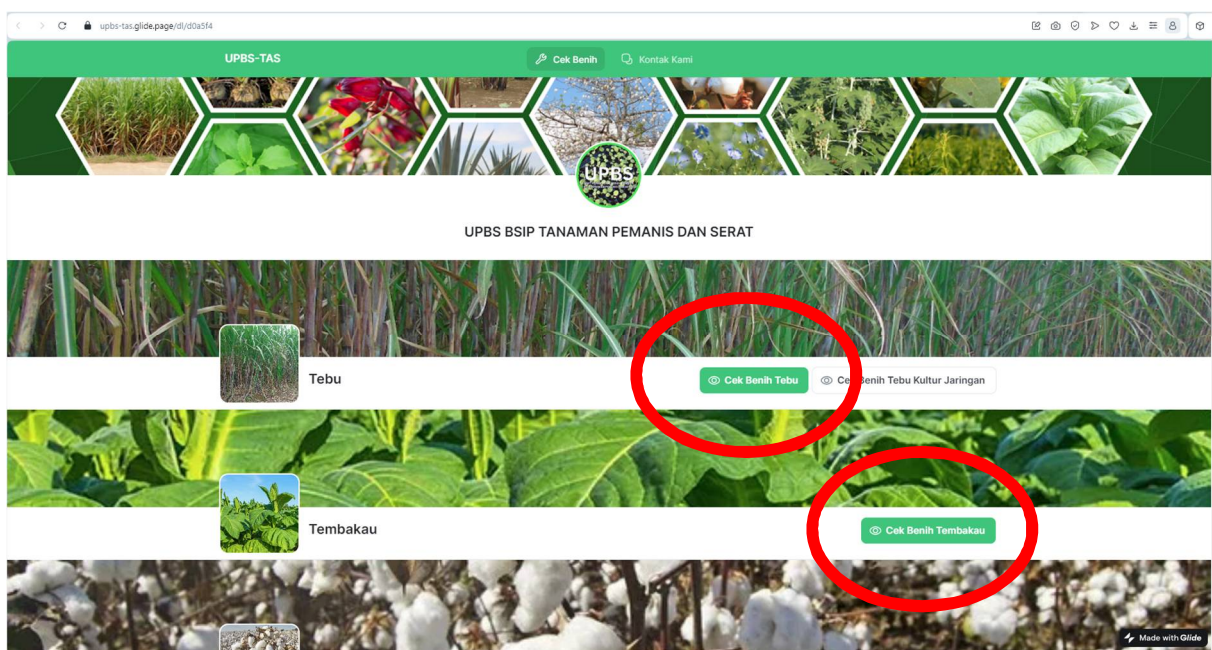 upbs-tas.glide.page/dl/d0a5f4
UPBS-TAS
Cek Benih
Kontak Kami
UPBS
UPBS BSIP TANAMAN PEMANIS DAN SERAT
Tebu
Cek Benih Tebu
Cek Benih Tebu Kultur Jaringan
Tembakau
Cek Benih Tembakau
Made with Glide